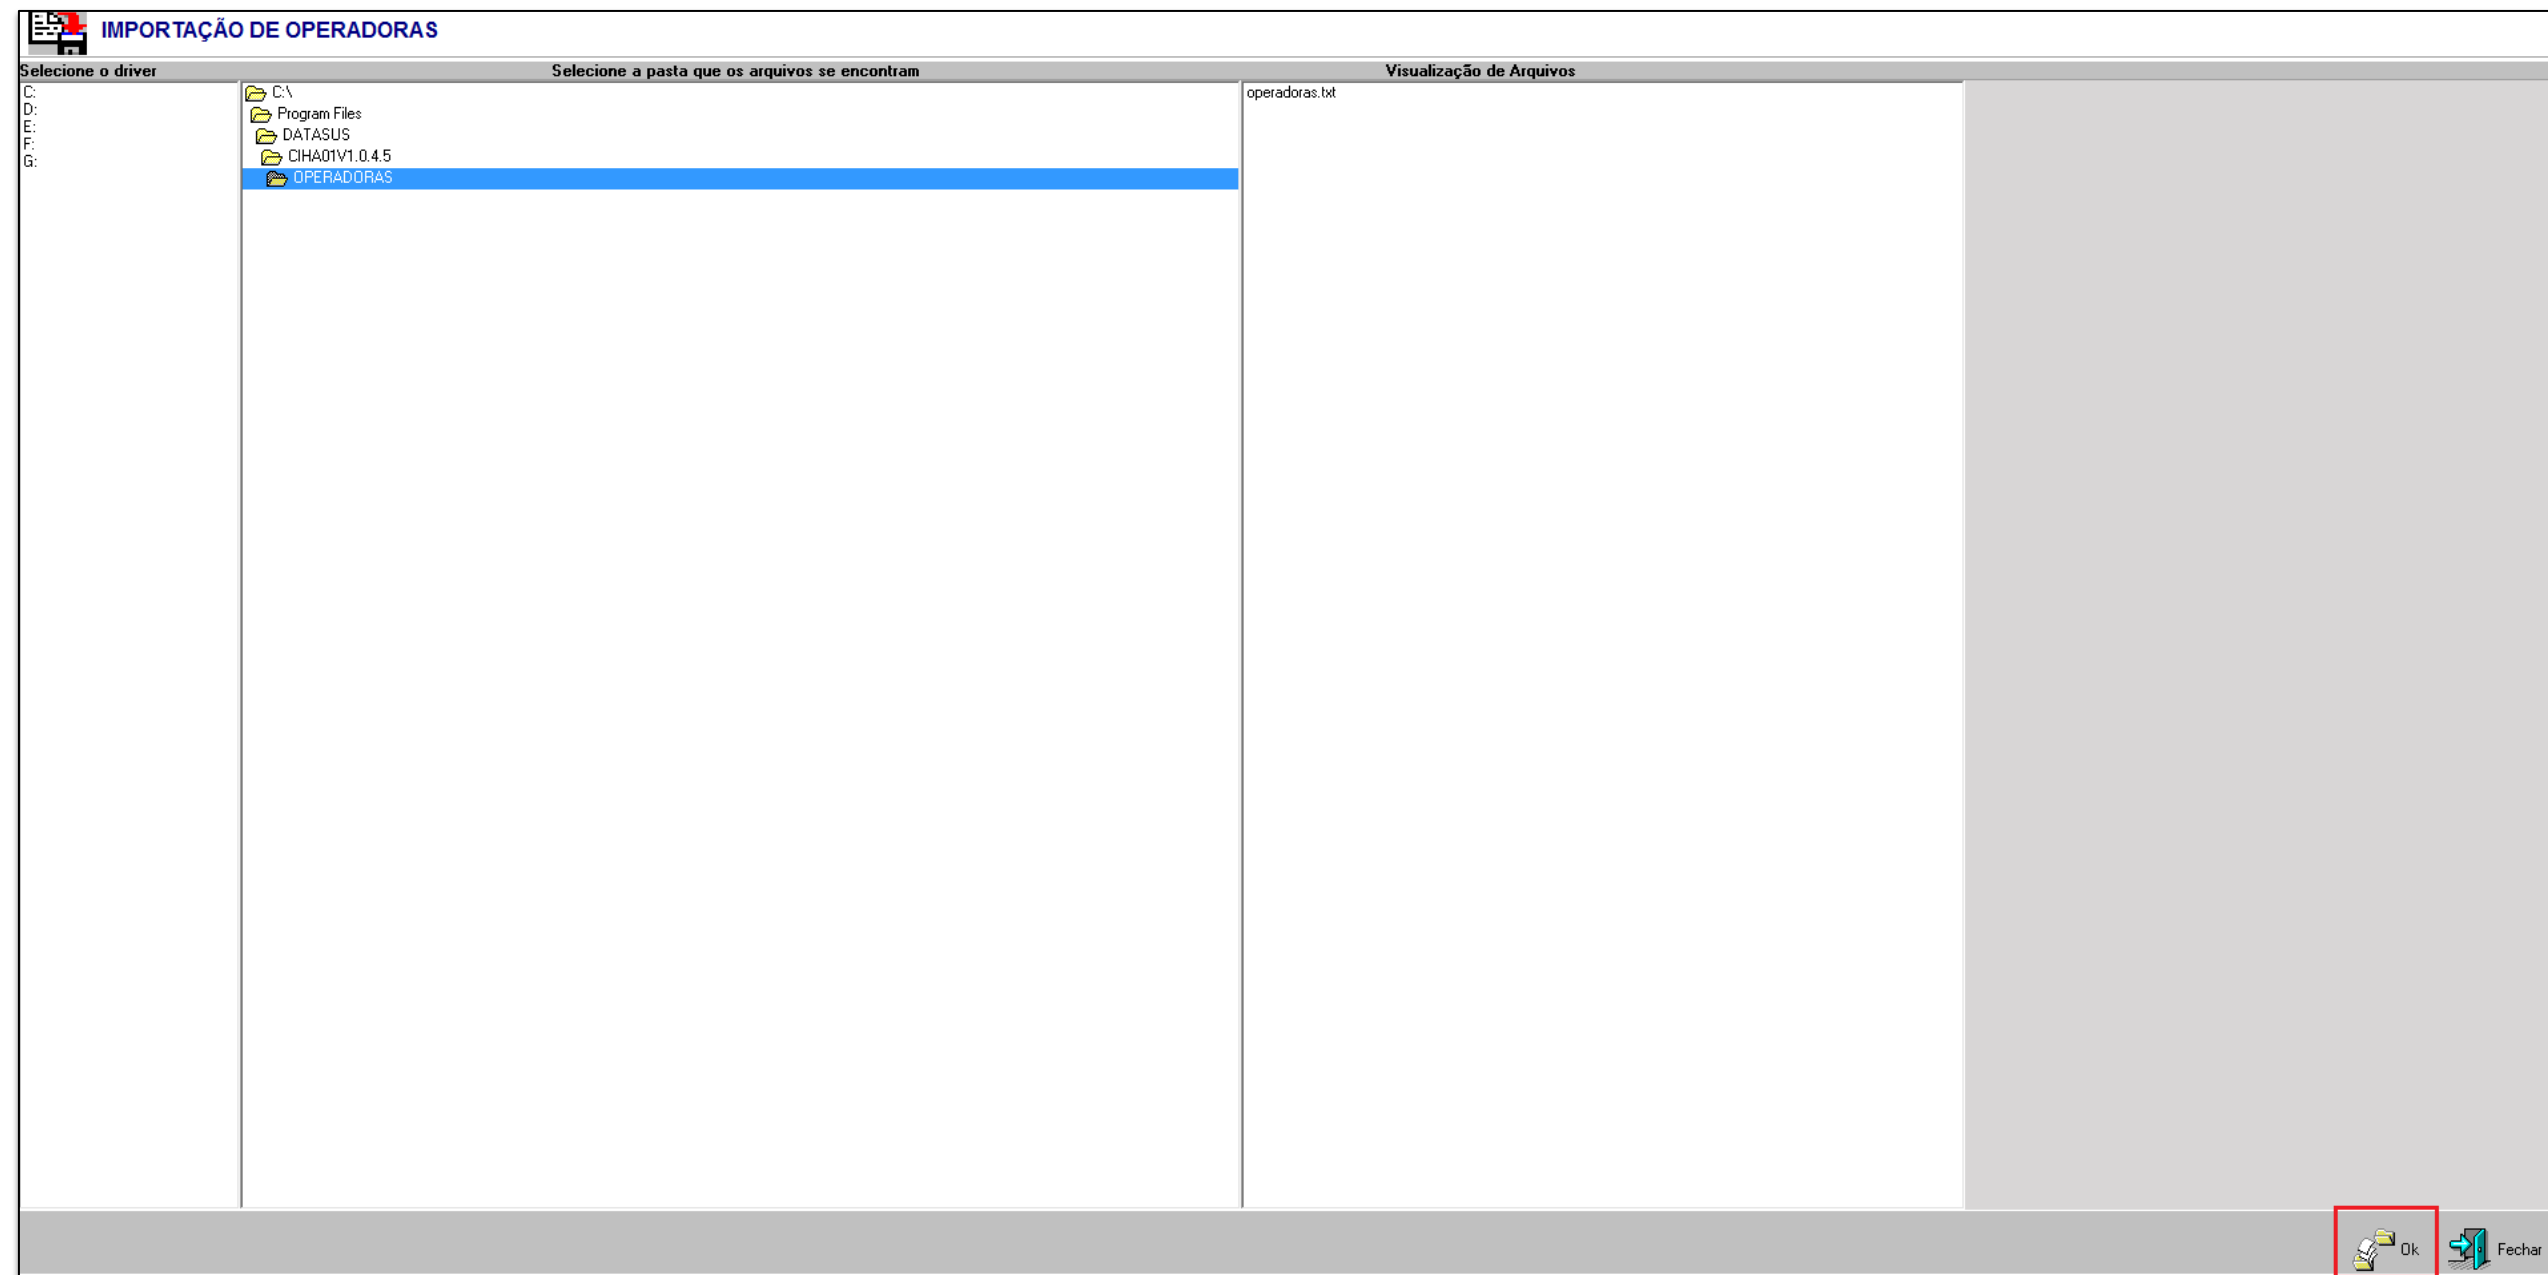 IMPORTAÇÃO DE OPERADORAS
Selecione o driver
Selecione a pasta que os arquivos se encontram
Visualização de Arquivos
C:
D:
E:
F:
G:
C:\
Program Files
DATASUS
CIHA01V1.0.4.5
OPERADORAS
operadoras.txt
Ok
Fechar